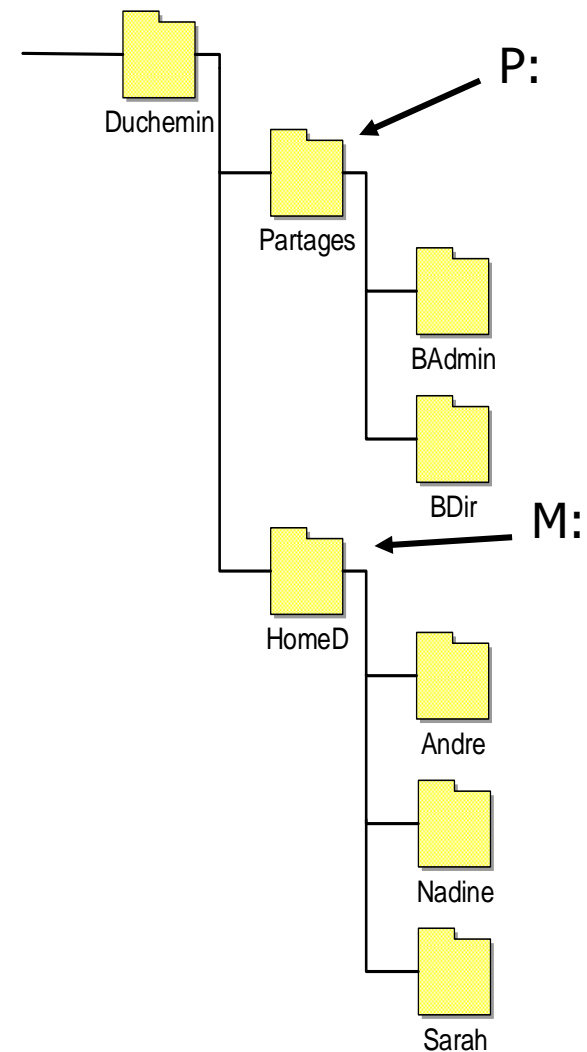 Duchemin
P:
Partages
BAdmin
BDir
M:
HomeD
Andre
Nadine
Sarah